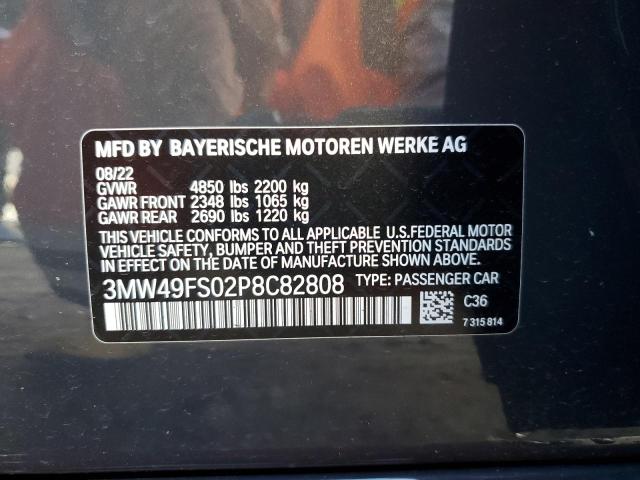 MFD BY BAYERISCHE MOTOREN WERKE AG
08/22
GVWR 4850 lbs 2200 kg
GAWR FRONT 2348 lbs 1065 kg
GAWR REAR 2690 lbs 1220 kg
THIS VEHICLE CONFORMS TO ALL APPLICABLE U.S.FEDERAL MOTOR
VEHICLE SAFETY, BUMPER AND THEFT PREVENTION STANDARDS
IN EFFECT ON THE DATE OF MANUFACTURE SHOWN ABOVE.
3MW49FS02P8C82808 TYPE: PASSENGER CAR
C36
7 315 814